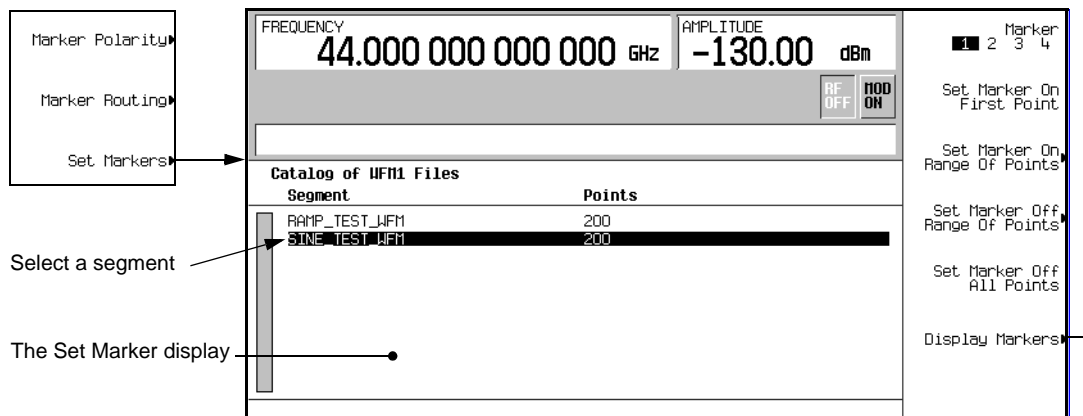 Marker Polarity
Marker Routing
Set Markers
Select a segment
The Set Marker display
FREQUENCY
44.000 000 000 000 GHz
AMPLITUDE
-130.00 dBm
RF OFF
MOD ON
Catalog of WFM1 Files
Segment Points
RAMP_TEST_WFM 200
SINE_TEST_WFM 200
Marker
1 2 3 4
Set Marker On
First Point
Set Marker On
Range Of Points
Set Marker Off
Range Of Points
Set Marker Off
All Points
Display Markers